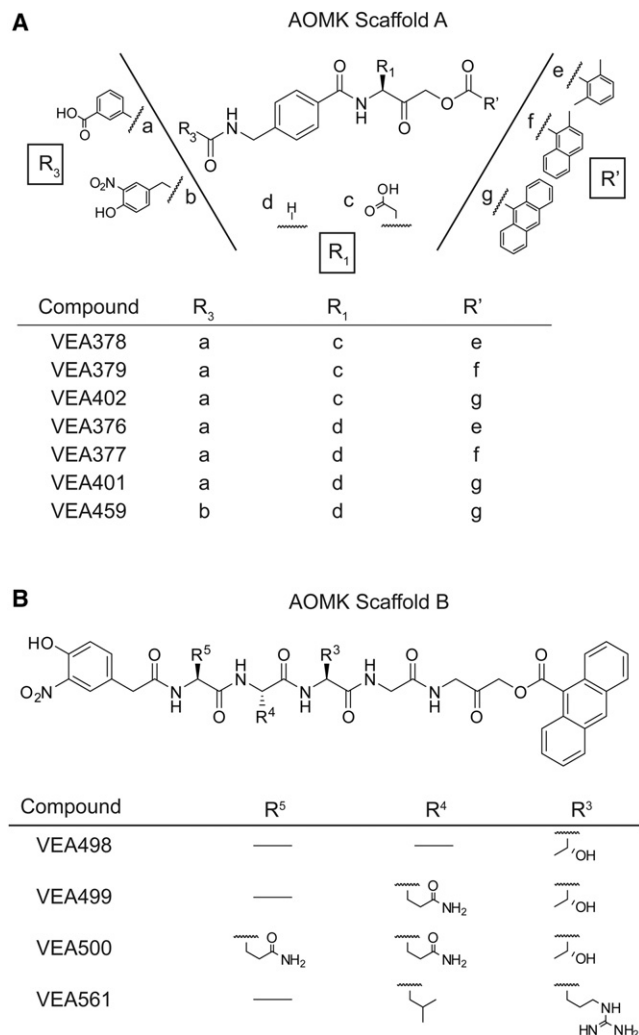 A
AOMK Scaffold A
HO
O
a
R₃
NO₂
HO
b
R₃
H
N
O
O
N
H
R₁
O
O
O
R'
d
H
c
OH
O
R₁
e
f
g
R'
Compound R₃ R₁ R'
VEA378 a c e
VEA379 a c f
VEA402 a c g
VEA376 a d e
VEA377 a d f
VEA401 a d g
VEA459 b d g
B
AOMK Scaffold B
HO
O₂N
O
N
H
R⁵
O
H
N
R⁴
O
N
H
R³
O
H
N
O
N
H
O
O
O
Compound R⁵ R⁴ R³
VEA498 — — OH
VEA499 — O NH₂ OH
VEA500 O NH₂ O NH₂ OH
VEA561 — NH HN NH₂